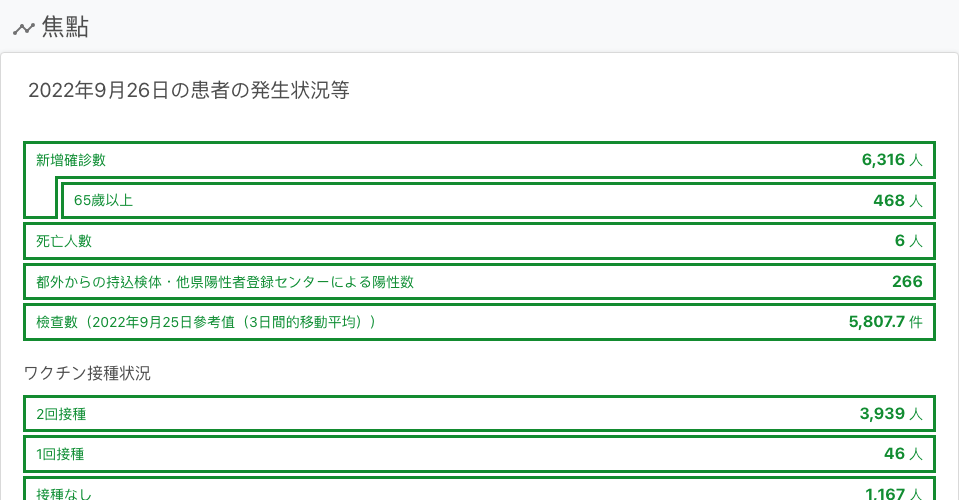 焦點
2022年9月26日の患者の発生状況等
新增確診數 6,316 人
65歲以上 468 人
死亡人數 6 人
都外からの持込検体・他県陽性者登録センターによる陽性数 266
檢查數（2022年9月25日參考值（3日間的移動平均）） 5,807.7 件
ワクチン接種状況
2回接種 3,939 人
1回接種 46 人
接種なし 1,167 人